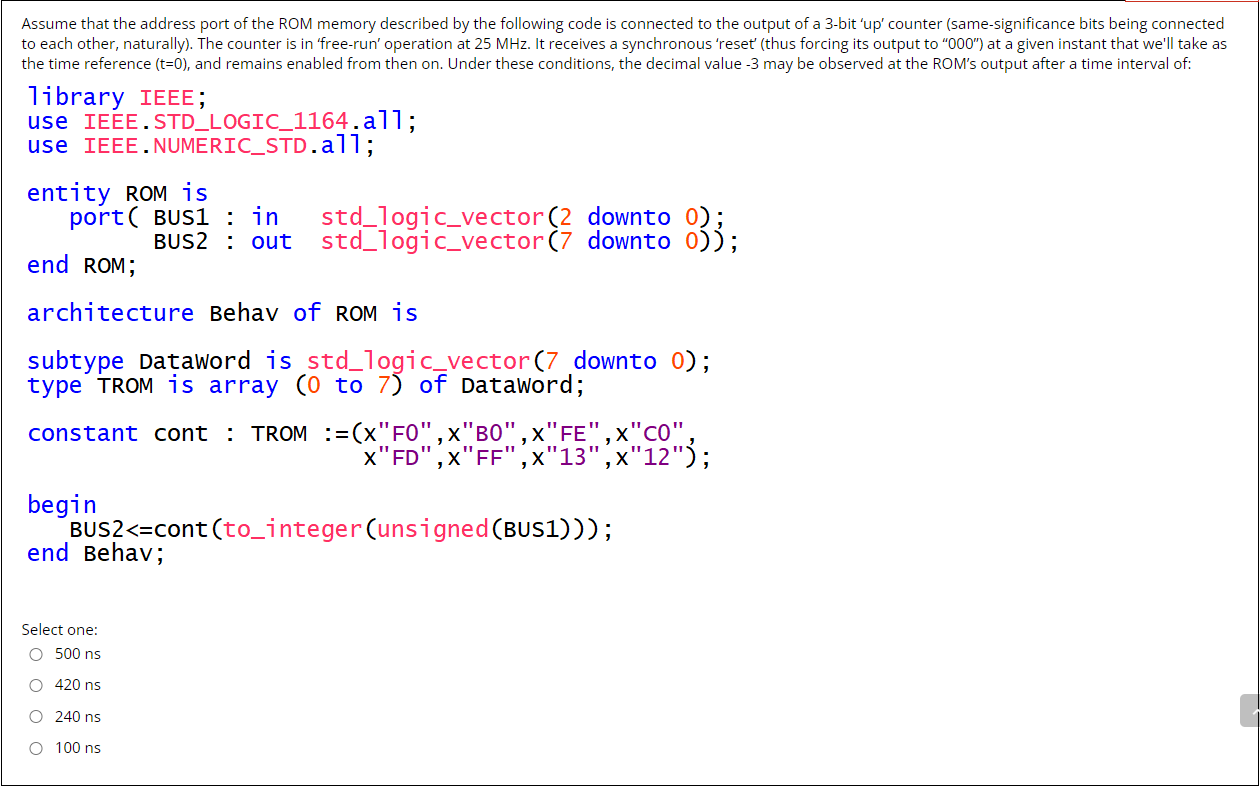 Assume that the address port of the ROM memory described by the following code is connected to the output of a 3-bit ‘up’ counter (same-significance bits being connected
to each other, naturally). The counter is in ‘free-run’ operation at 25 MHz. It receives a synchronous ‘reset’ (thus forcing its output to “000”) at a given instant that we'll take as
the time reference (t=0), and remains enabled from then on. Under these conditions, the decimal value -3 may be observed at the ROM’s output after a time interval of:
library IEEE;
use IEEE.STD_LOGIC_1164.all;
use IEEE.NUMERIC_STD.all;
entity ROM is
port( BUS1 : in std_logic_vector(2 downto 0);
BUS2 : out std_logic_vector(7 downto 0));
end ROM;
architecture Behav of ROM is
subtype DataWord is std_logic_vector(7 downto 0);
type TROM is array (0 to 7) of DataWord;
constant cont : TROM :=(x"F0",x"B0",x"FE",x"C0",
x"FD",x"FF",x"13",x"12");
begin
BUS2<=cont(to_integer(unsigned(BUS1)));
end Behav;
Select one:
500 ns
420 ns
240 ns
100 ns